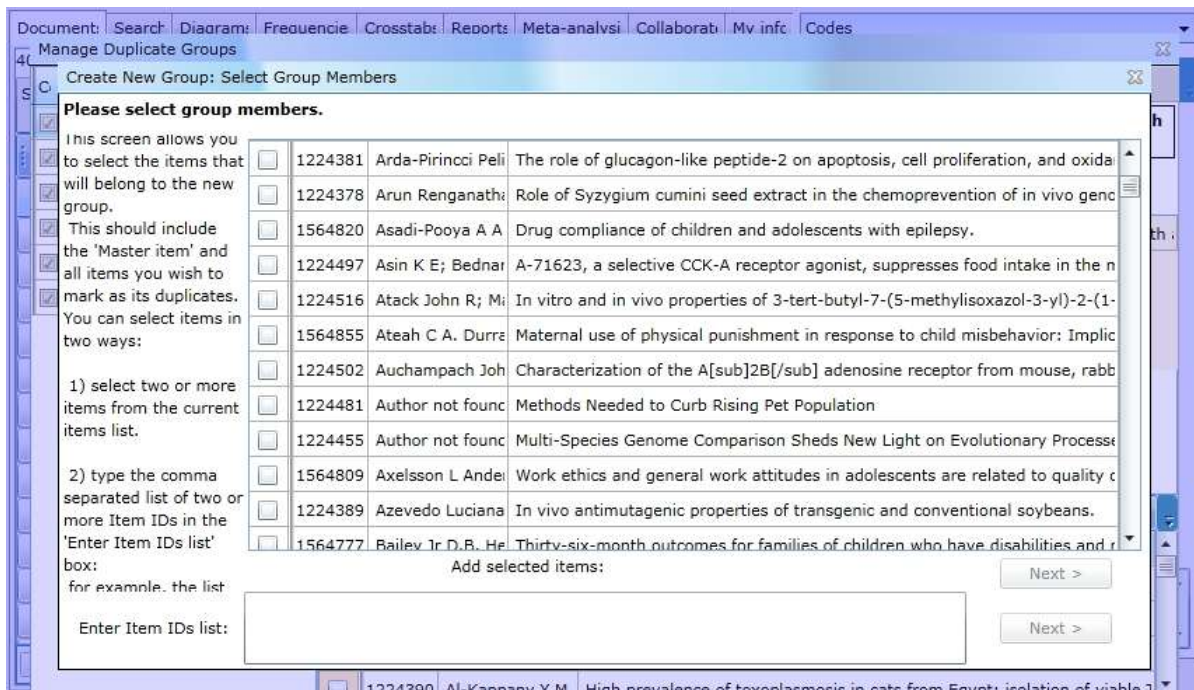 Document: Search Diagram: Frequencie Crosstab: Reports Meta-analysi Collaborati My info Codes
Manage Duplicate Groups
Create New Group: Select Group Members
Please select group members.
This screen allows you
to select the items that
will belong to the new
group.
This should include
the 'Master item' and
all items you wish to
mark as its duplicates.
You can select items in
two ways:
1) select two or more
items from the current
items list.
2) type the comma
separated list of two or
more Item IDs in the
'Enter Item IDs list'
box:
for example, the list
1224381 Arda-Pirincci Peli The role of glucagon-like peptide-2 on apoptosis, cell proliferation, and oxida
1224378 Arun Renganatha Role of Syzygium cumini seed extract in the chemoprevention of in vivo geno
1564820 Asadi-Pooya A A Drug compliance of children and adolescents with epilepsy.
1224497 Asin K E; Bednar A-71623, a selective CCK-A receptor agonist, suppresses food intake in the m
1224516 Atack John R; Ma In vitro and in vivo properties of 3-tert-butyl-7-(5-methylisoxazol-3-yl)-2-(1-
1564855 Ateah C A. Durra Maternal use of physical punishment in response to child misbehavior: Implic
1224502 Auchampach Joh Characterization of the A[sub]2B[/sub] adenosine receptor from mouse, rabb
1224481 Author not found Methods Needed to Curb Rising Pet Population
1224455 Author not found Multi-Species Genome Comparison Sheds New Light on Evolutionary Processe
1564809 Axelsson L Ander Work ethics and general work attitudes in adolescents are related to quality o
1224389 Azevedo Luciana In vivo antimutagenic properties of transgenic and conventional soybeans.
1564777 Bailey Jr D.B. He Thirty-six-month outcomes for families of children who have disabilities and r
Add selected items:
Next >
Enter Item IDs list:
Next >
1224390 Al-Kappany Y M High prevalence of toxoplasmosis in cats from Egypt: isolation of viable T